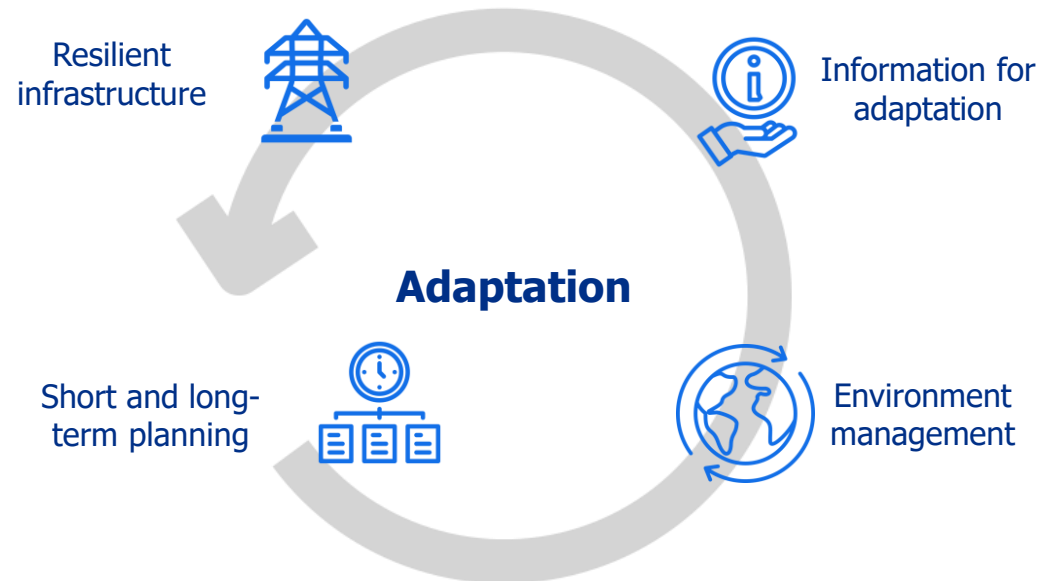 Resilient
infrastructure
Information for
adaptation
Adaptation
Short and long-
term planning
Environment
management